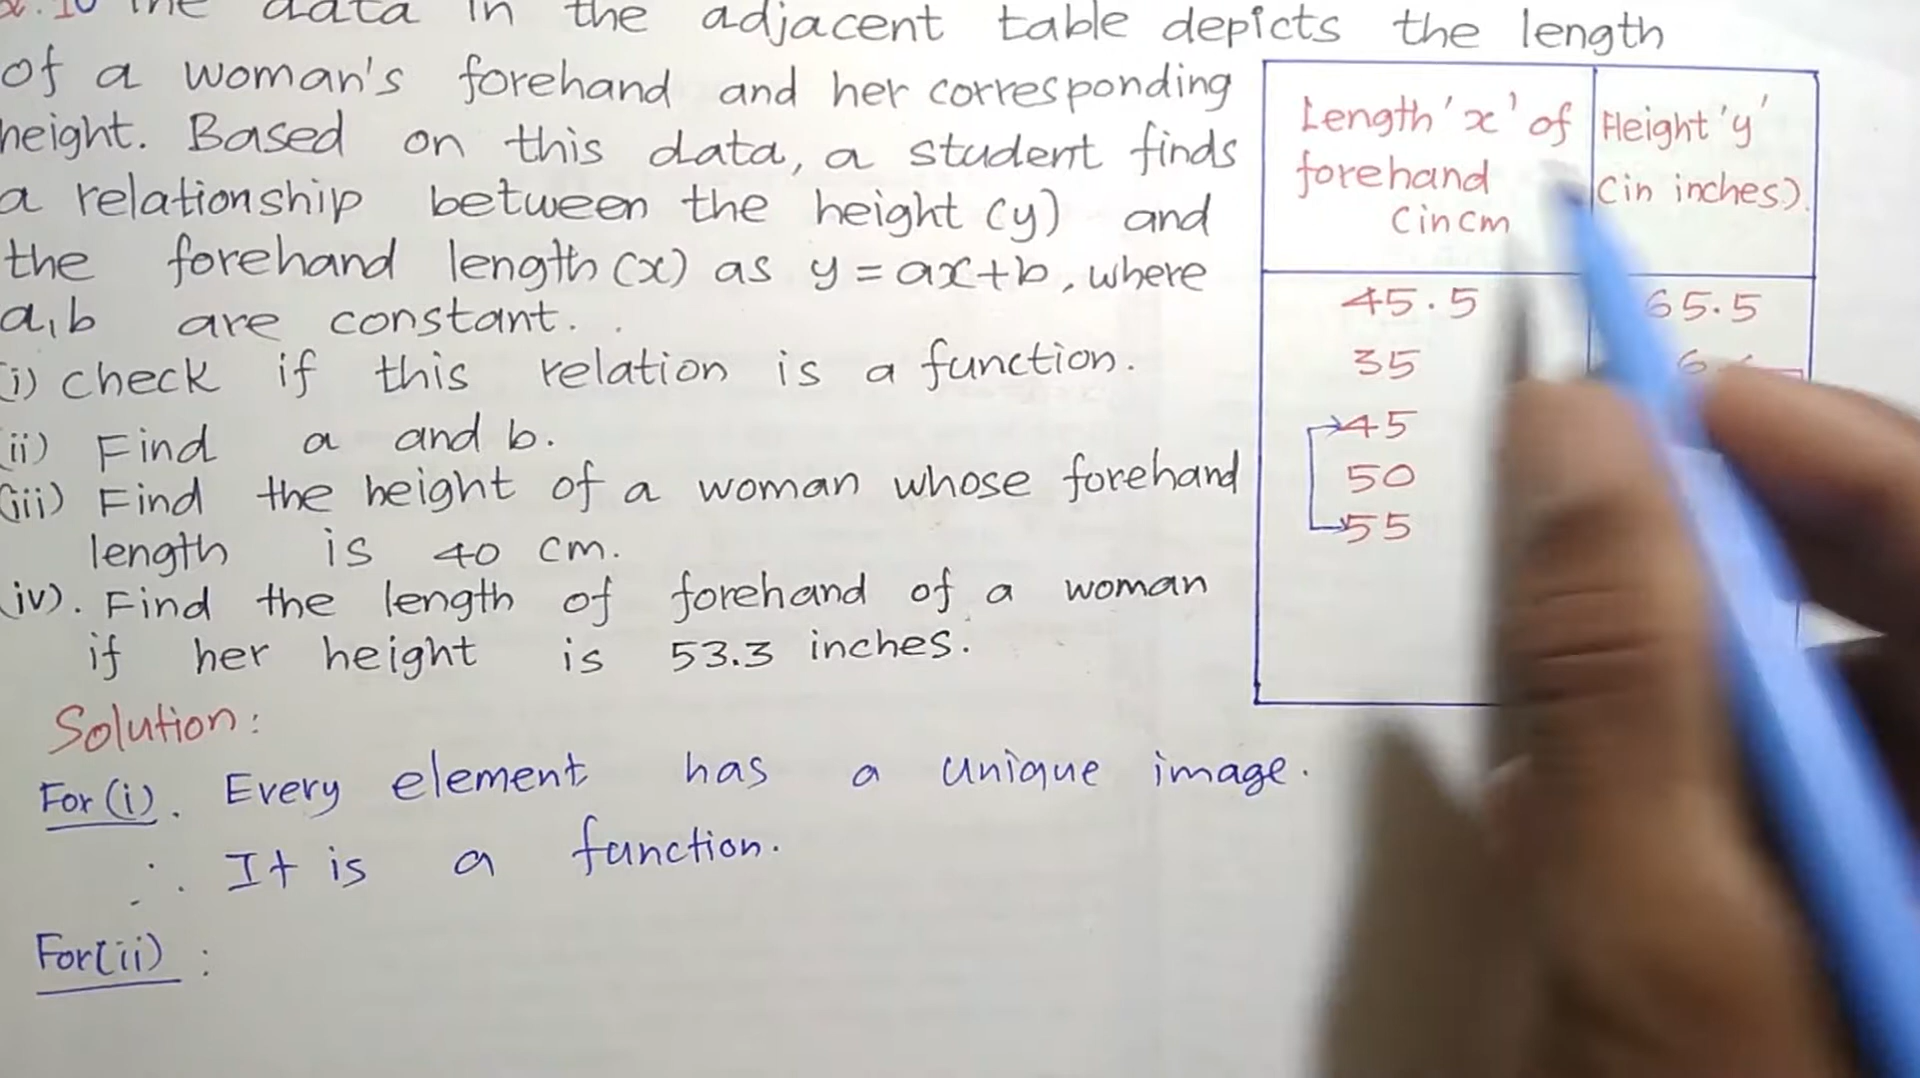 The data in the adjacent table depicts the length
of a woman's forehand and her corresponding
height. Based on this data, a student finds
a relationship between the height (y) and
the forehand length (x) as y = ax+b, where
a,b are constant.
(i) check if this relation is a function.
(ii) Find a and b.
(iii) Find the height of a woman whose forehand
length is 40 cm.
(iv). Find the length of forehand of a woman
if her height is 53.3 inches.
Length 'x' of
forehand
(in cm
Height 'y'
(in inches).
45.5 65.5
35
45
50
55
Solution:
For (i). Every element has a unique image.
∴ It is a function.
For (ii) :